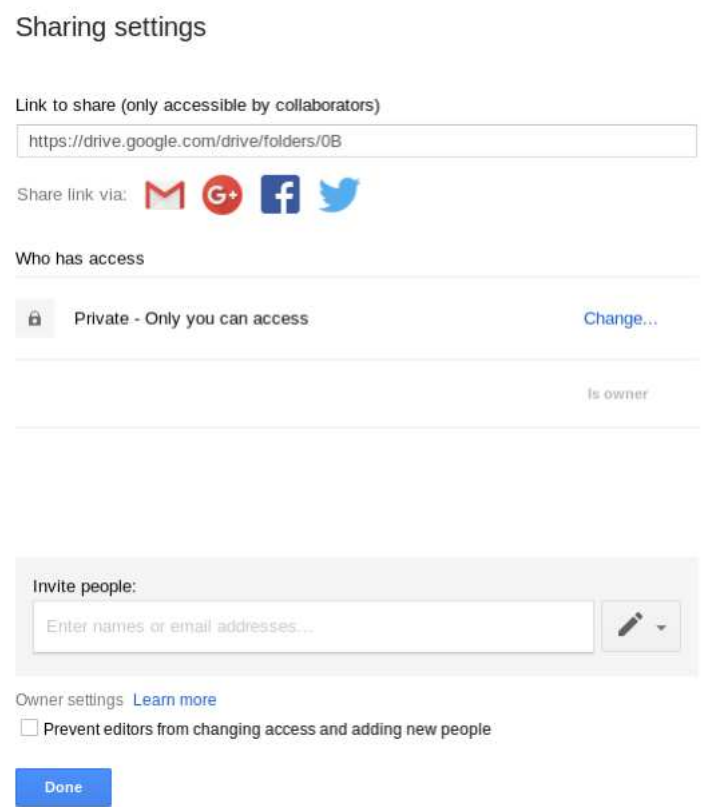 Sharing settings
Link to share (only accessible by collaborators)
https://drive.google.com/drive/folders/0B
Share link via: G+
Who has access
Private - Only you can access Change...
Is owner
Invite people:
Enter names or email addresses...
Owner settings Learn more
Prevent editors from changing access and adding new people
Done